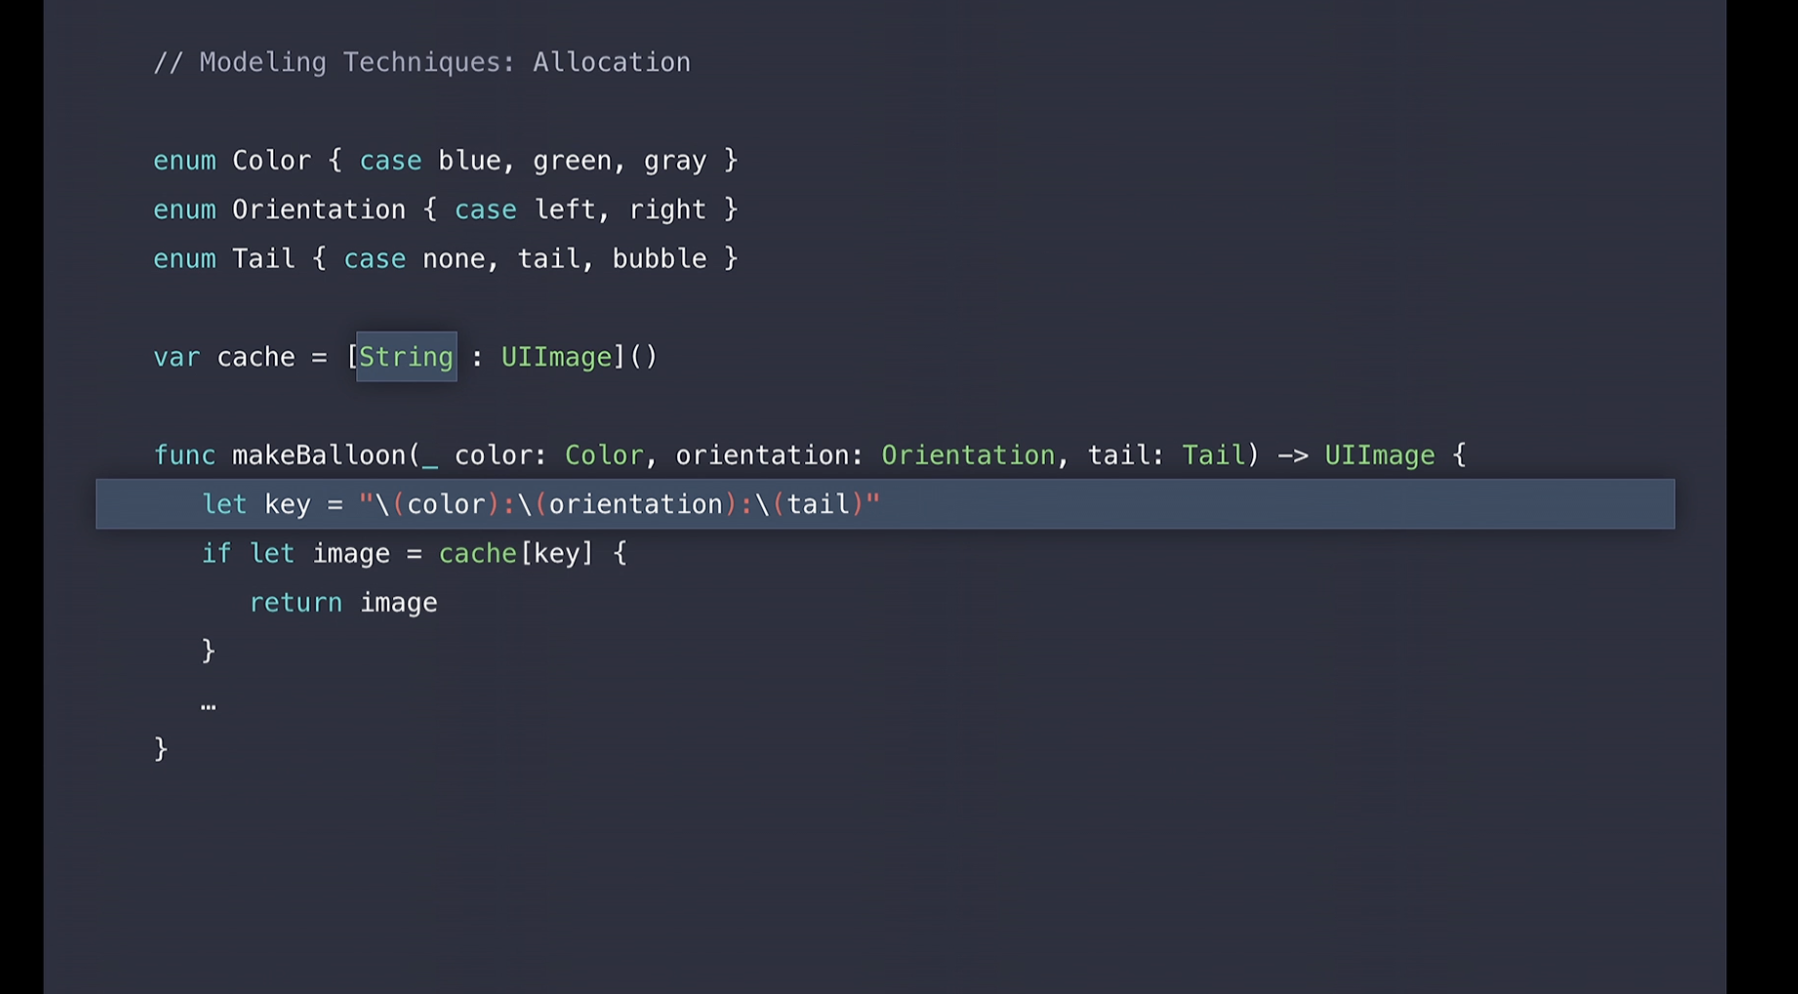 // Modeling Techniques: Allocation
enum Color { case blue, green, gray }
enum Orientation { case left, right }
enum Tail { case none, tail, bubble }
var cache = [String : UIImage]()
func makeBalloon(_ color: Color, orientation: Orientation, tail: Tail) -> UIImage {
let key = "\(color):\(orientation):\(tail)"
if let image = cache[key] {
return image
}
…
}